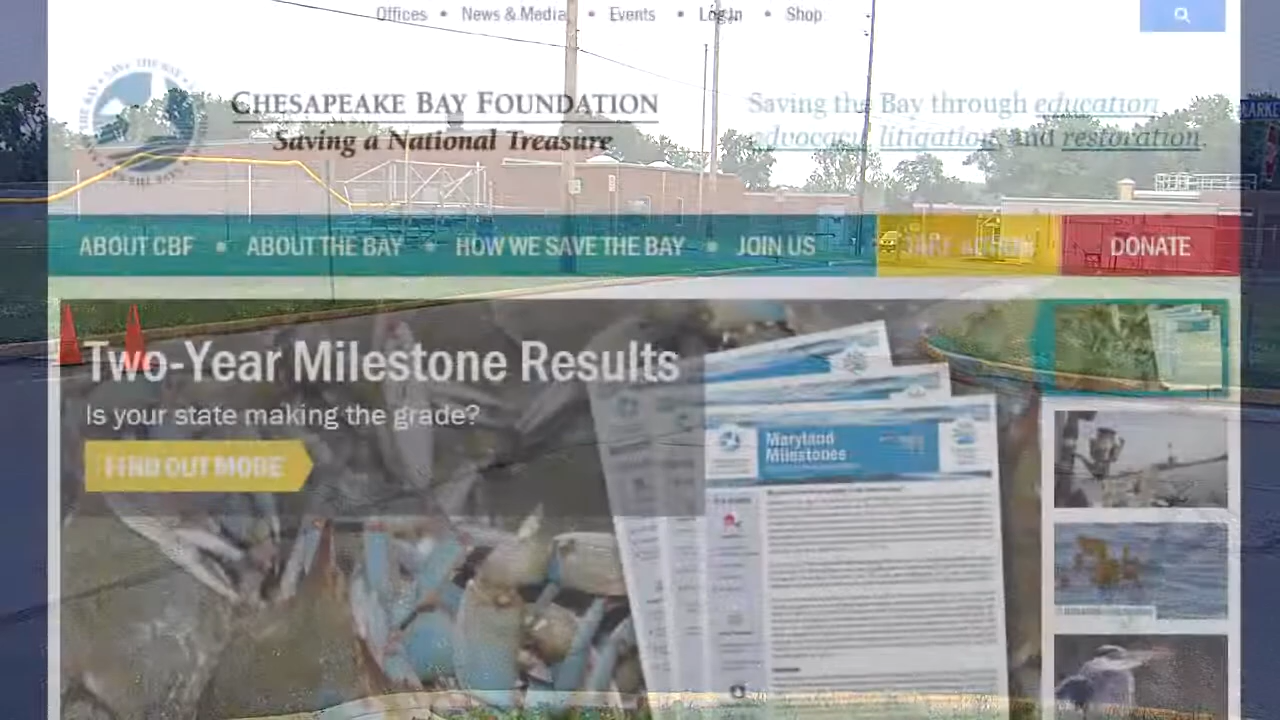 Offices • News & Media • Events • Log In • Shop
CHESAPEAKE BAY FOUNDATION
Saving a National Treasure
Saving the Bay through education
advocacy, litigation, and restoration.
ABOUT CBF • ABOUT THE BAY • HOW WE SAVE THE BAY • JOIN US
TAKE ACTION
DONATE
Two-Year Milestone Results
Is your state making the grade?
FIND OUT MORE
Maryland
Milestones